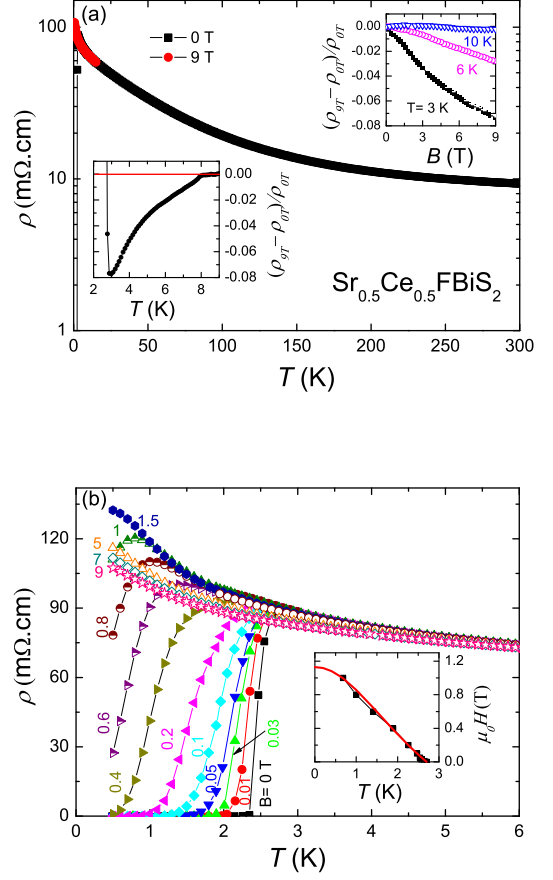 (a)
0 T
9 T
100
10
1
ρ (mΩ.cm)
0 50 100 150 200 250 300
T (K)
Sr0.5Ce0.5FBiS2
0.00
-0.02
-0.04
-0.06
-0.08
(ρ9T – ρ0T)/ρ0T
10 K
6 K
T= 3 K
0 3 6 9
B (T)
0.00
-0.02
-0.04
-0.06
-0.08
(ρ9T – ρ0T)/ρ0T
2 4 6 8
T (K)
(b)
1.5
1
5
7
9
0.8
0.6
0.4
0.2
0.1
0.05
0.03
0.01
B= 0 T
120
90
60
30
0
ρ (mΩ.cm)
0 1 2 3 4 5 6
T (K)
1.2
0.8
0.4
0.0
μ0H(T)
0 1 2 3
T (K)